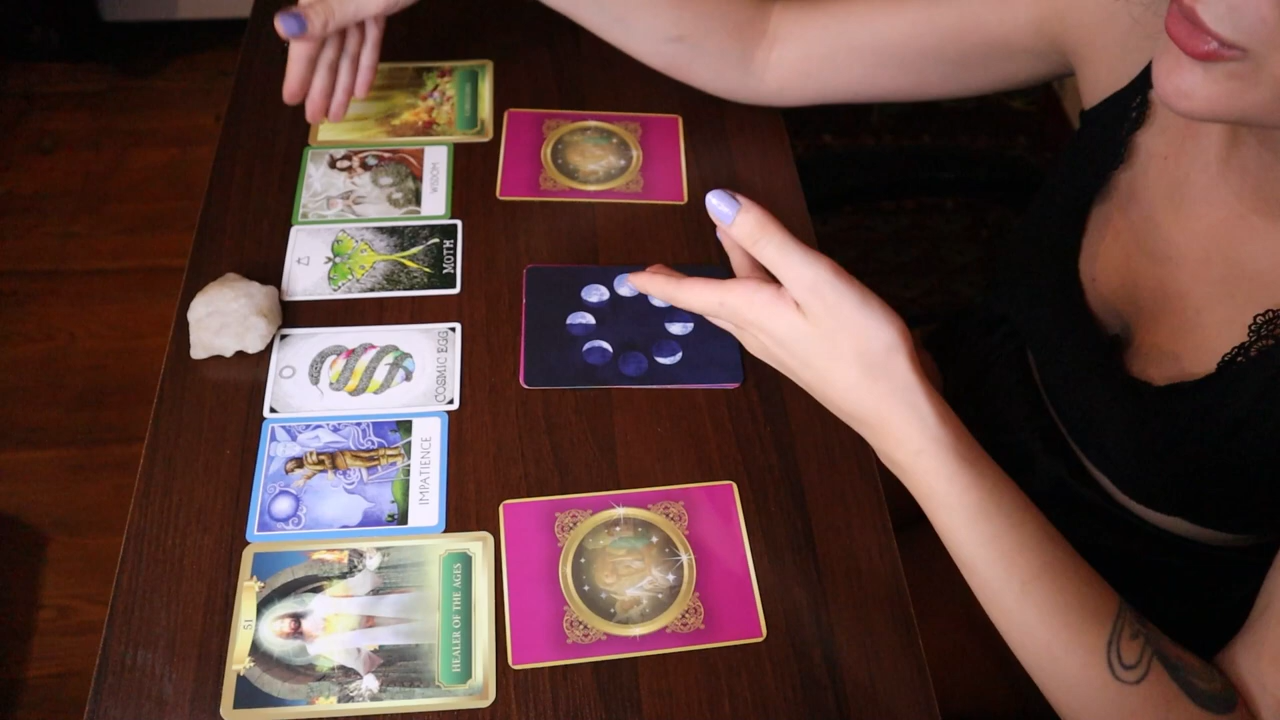 WISDOM
MOTH
COSMIC EGG
IMPATIENCE
51
HEALER OF THE AGES